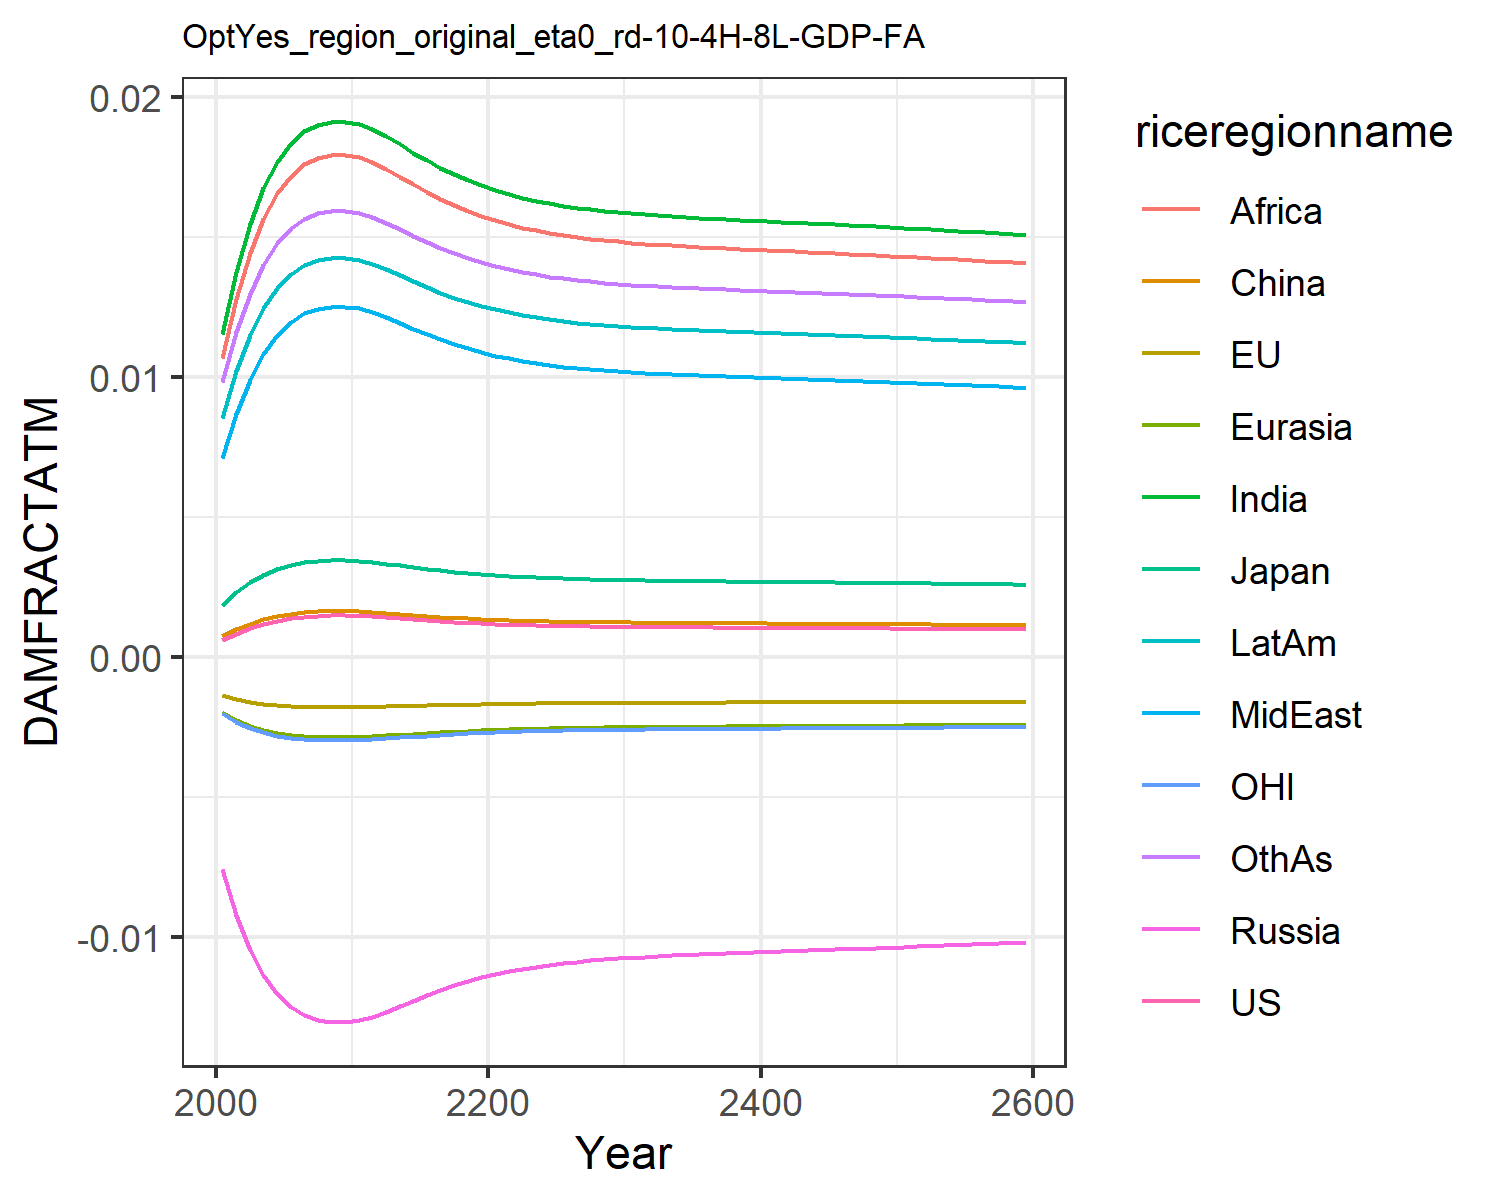 OptYes_region_original_eta0_rd-10-4H-8L-GDP-FA
0.02
0.01
0.00
-0.01
DAMFRACTATM
2000
2200
2400
2600
Year
riceregionname
Africa
China
EU
Eurasia
India
Japan
LatAm
MidEast
OHI
OthAs
Russia
US